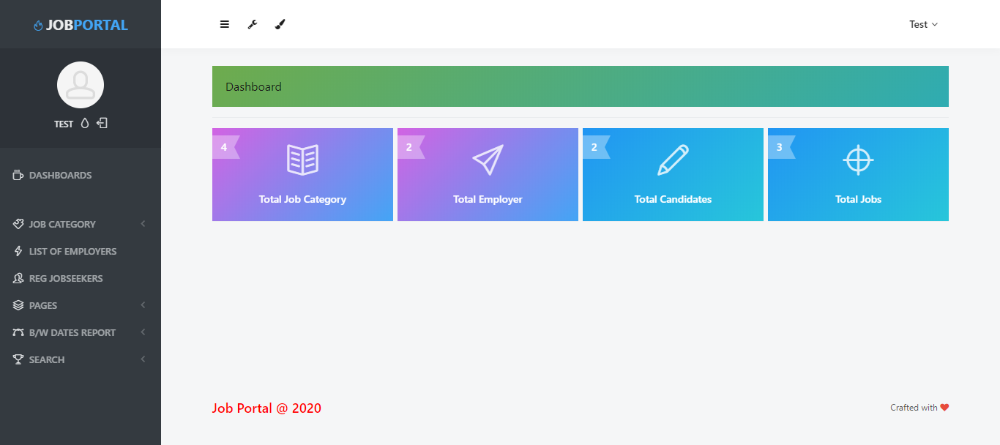 JOBPORTAL
Test
TEST
DASHBOARDS
JOB CATEGORY
LIST OF EMPLOYERS
REG JOBSEEKERS
PAGES
B/W DATES REPORT
SEARCH
Dashboard
4
Total Job Category
2
Total Employer
2
Total Candidates
3
Total Jobs
Job Portal @ 2020
Crafted with